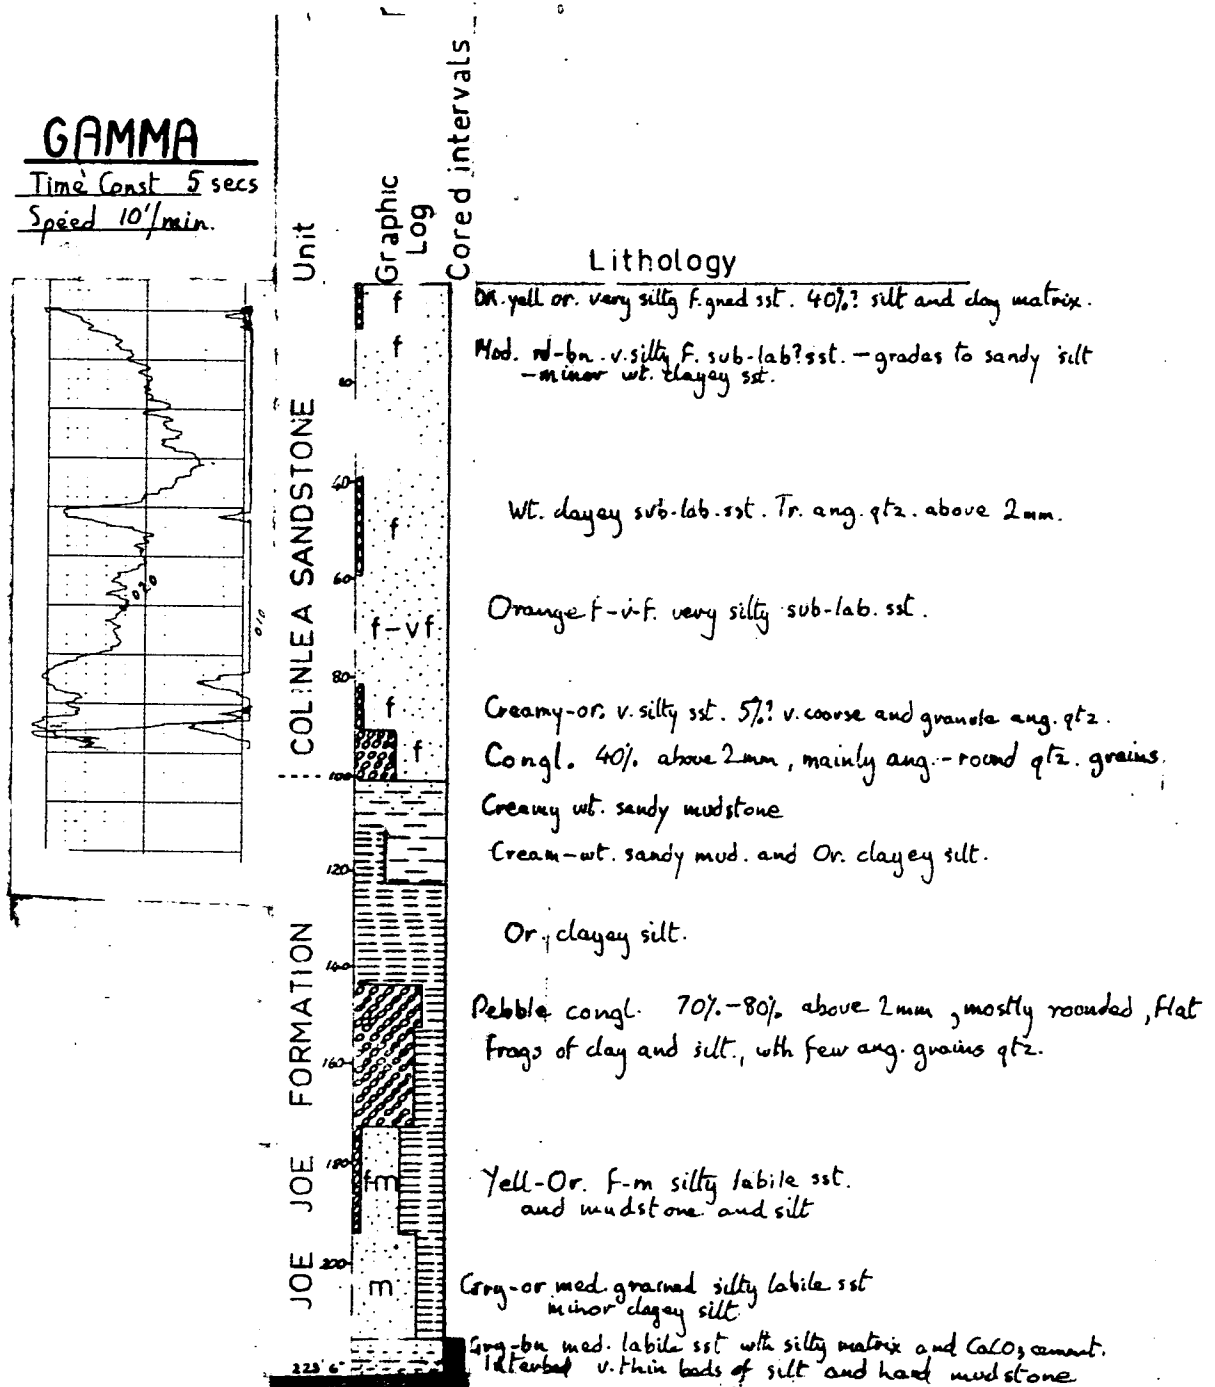 GAMMA
Time Const 5 secs
Speed 10'/min.
Unit
Graphic Log
Cored intervals
Lithology
COLINLEA SANDSTONE
JOE JOE FORMATION
020
010
f
f
f
f-vf
f
f
fm
m
20
40
60
80
100
120
140
160
180
200
223' 6"
Dk. yell or. very silty f. gned sst. 40%? silt and clay matrix.
Mod. rd-bn. v. silty F. sub-lab? sst. - grades to sandy silt
- minor wt. clayey sst.
Wt. clayey sub-lab. sst. Tr. ang. qtz. above 2mm.
Orange f-v-f. very silty sub-lab. sst.
Creamy-or. v. silty sst. 5%? v. coarse and granule ang. qtz.
Congl. 40% above 2mm, mainly ang.-round qtz. grains.
Creamy wt. sandy mudstone
Cream-wt. sandy mud. and Or. clayey silt.
Or. clayey silt.
Pebble congl. 70%-80% above 2mm, mostly rounded, flat
frags of clay and silt., wth few ang. grains qtz.
Yell-Or. f-m silty labile sst.
and mudstone and silt
Grey-or med. grained silty labile sst
minor clayey silt.
Gry-bn med. labile sst wth silty matrix and CaCO3 cement.
Interbed v. thin beds of silt and hard mudstone